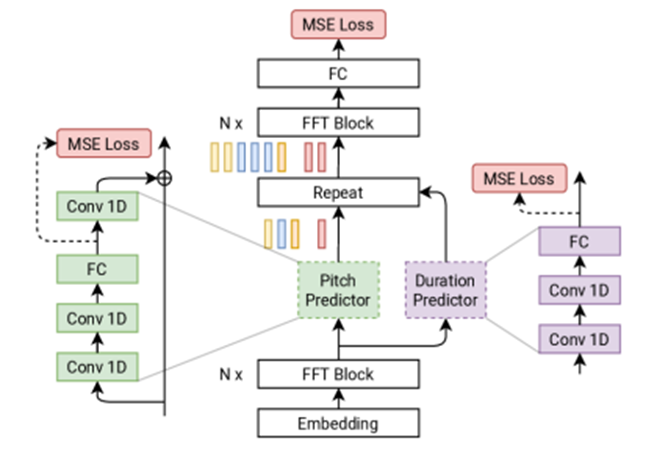 MSE Loss
FC
N x
FFT Block
MSE Loss
Conv 1D
FC
Conv 1D
Conv 1D
Repeat
Pitch
Predictor
Duration
Predictor
N x
FFT Block
Embedding
MSE Loss
FC
Conv 1D
Conv 1D